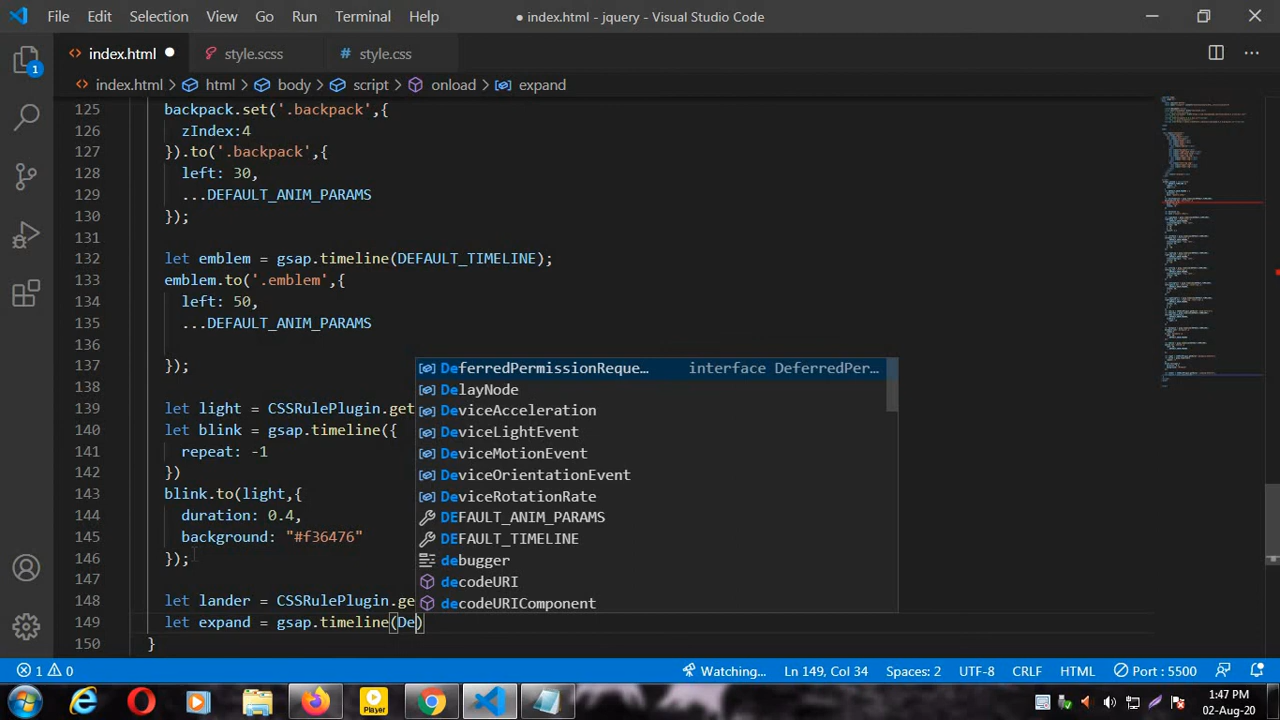 File Edit Selection View Go Run Terminal Help
● index.html - jquery - Visual Studio Code
index.html ● style.scss # style.css
index.html > html > body > script > onload > expand
125 backpack.set('.backpack',{
126 zIndex:4
127 }).to('.backpack',{
128 left: 30,
129 ...DEFAULT_ANIM_PARAMS
130 });
131
132 let emblem = gsap.timeline(DEFAULT_TIMELINE);
133 emblem.to('.emblem',{
134 left: 50,
135 ...DEFAULT_ANIM_PARAMS
136
137 });
138
139 let light = CSSRulePlugin.get
140 let blink = gsap.timeline({
141 repeat: -1
142 })
143 blink.to(light,{
144 duration: 0.4,
145 background: "#f36476"
146 });
147
148 let lander = CSSRulePlugin.ge
149 let expand = gsap.timeline(De)
150 }
DeferredPermissionReque... interface DeferredPer...
DelayNode
DeviceAcceleration
DeviceLightEvent
DeviceMotionEvent
DeviceOrientationEvent
DeviceRotationRate
DEFAULT_ANIM_PARAMS
DEFAULT_TIMELINE
debugger
decodeURI
decodeURIComponent
1
1 0 Watching... Ln 149, Col 34 Spaces: 2 UTF-8 CRLF HTML Port : 5500
Player
1:47 PM
02-Aug-20